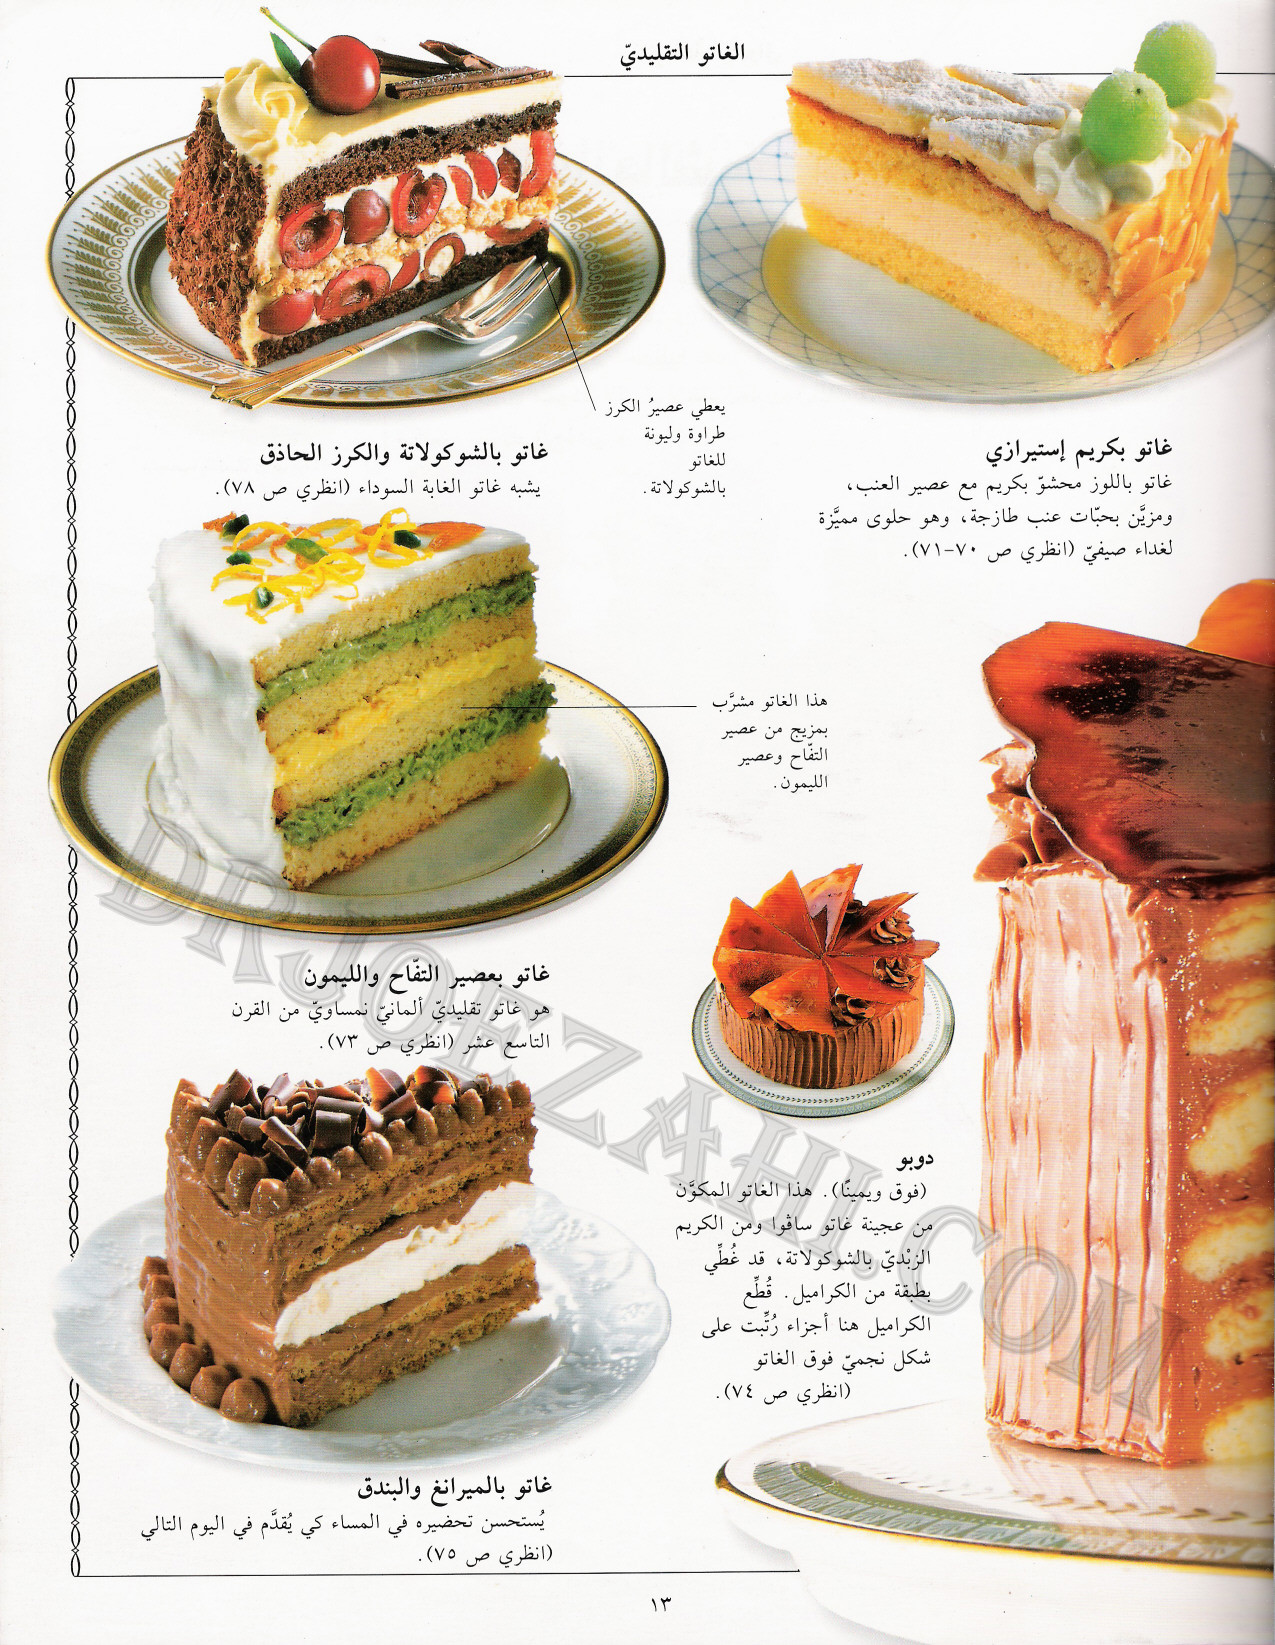 الغاتو التقليديّ
غاتو بكريم إستيرازي
غاتو باللوز محشوّ بكريم مع عصير العنب،
ومزيَّن بحبّات عنب طازجة، وهو حلوى مميَّزة
لغداء صيفيّ (انظري ص ٧٠-٧١).
يعطي عصيرُ الكرز
طراوة وليونة
للغاتو
بالشوكولاتة.
غاتو بالشوكولاتة والكرز الحاذق
يشبه غاتو الغابة السوداء (انظري ص ٧٨).
هذا الغاتو مشرَّب
بمزيج من عصير
التفّاح وعصير
الليمون.
غاتو بعصير التفّاح والليمون
هو غاتو تقليديّ ألمانيّ نمساويّ من القرن
التاسع عشر (انظري ص ٧٣).
دوبو
(فوق ويمينًا). هذا الغاتو المكوَّن
من عجينة غاتو ساڤوا ومن الكريم
الزبْديّ بالشوكولاتة، قد غُطِّي
بطبقة من الكراميل. قُطِّع
الكراميل هنا أجزاء رُتِّبت على
شكل نجميّ فوق الغاتو
(انظري ص ٧٤).
غاتو بالميرانغ والبندق
يُستحسن تحضيره في المساء كي يُقدَّم في اليوم التالي
(انظري ص ٧٥).
١٣
DRJOEZAHI.COM